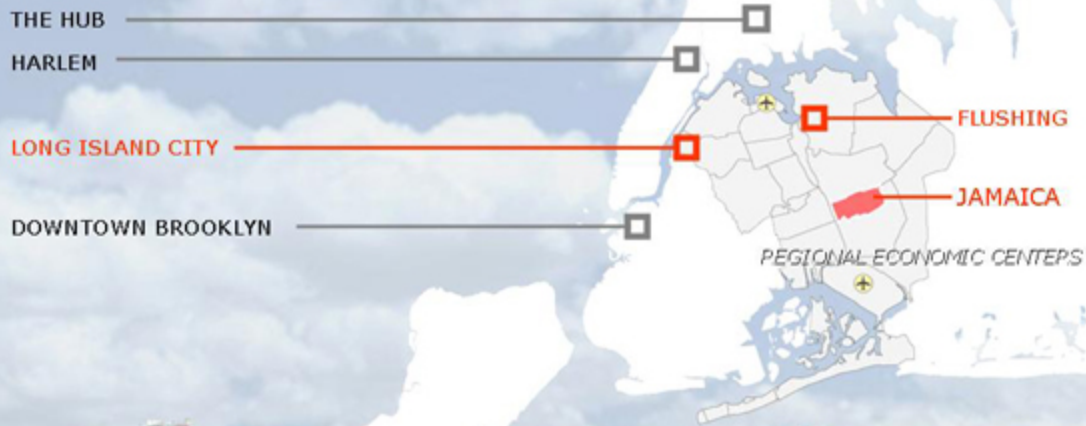 THE HUB
HARLEM
LONG ISLAND CITY
FLUSHING
JAMAICA
DOWNTOWN BROOKLYN
REGIONAL ECONOMIC CENTERS